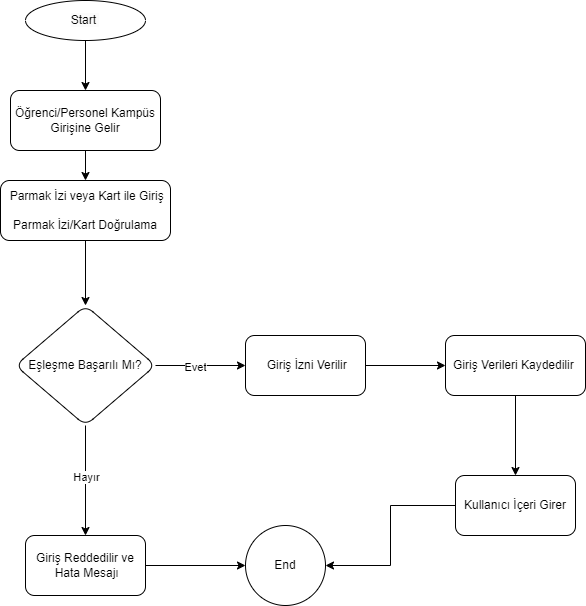 Start
Öğrenci/Personel Kampüs
Girişine Gelir
Parmak İzi veya Kart ile Giriş
Parmak İzi/Kart Doğrulama
Eşleşme Başarılı Mı?
Evet
Giriş İzni Verilir
Giriş Verileri Kaydedilir
Hayır
Kullanıcı İçeri Girer
Giriş Reddedilir ve
Hata Mesajı
End